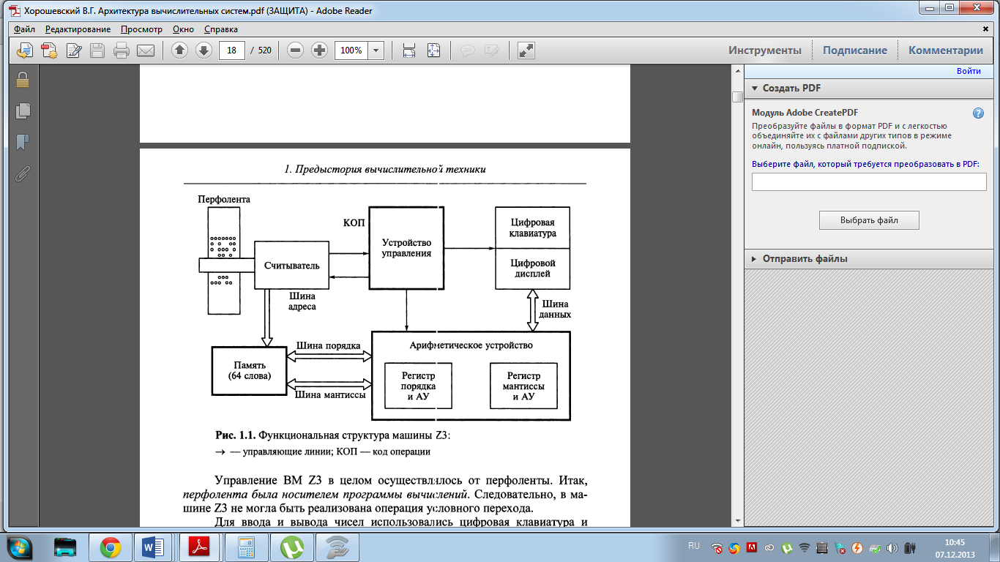 Хорошевский В.Г. Архитектура вычислительных систем.pdf (ЗАЩИТА) - Adobe Reader
Файл Редактирование Просмотр Окно Справка
18 / 520 100% Инструменты Подписание Комментарии
Войти
Создать PDF
Модуль Adobe CreatePDF
Преобразуйте файлы в формат PDF и с легкостью
объединяйте их с файлами других типов в режиме
онлайн, пользуясь платной подпиской.
Выберите файл, который требуется преобразовать в PDF:
Выбрать файл
Отправить файлы
1. Предыстория вычислительной техники
Перфолента
КОП
Считыватель
Устройство
управления
Цифровая
клавиатура
Цифровой
дисплей
Шина
адреса
Шина
данных
Память
(64 слова)
Шина порядка
Шина мантиссы
Арифметическое устройство
Регистр
порядка
и АУ
Регистр
мантиссы
и АУ
Рис. 1.1. Функциональная структура машины Z3:
→ — управляющие линии; КОП — код операции
Управление ВМ Z3 в целом осуществлялось от перфоленты. Итак,
перфолента была носителем программы вычислений. Следовательно, в ма-
шине Z3 не могла быть реализована операция условного перехода.
Для ввода и вывода чисел использовались цифровая клавиатура и
RU
10:45
07.12.2013